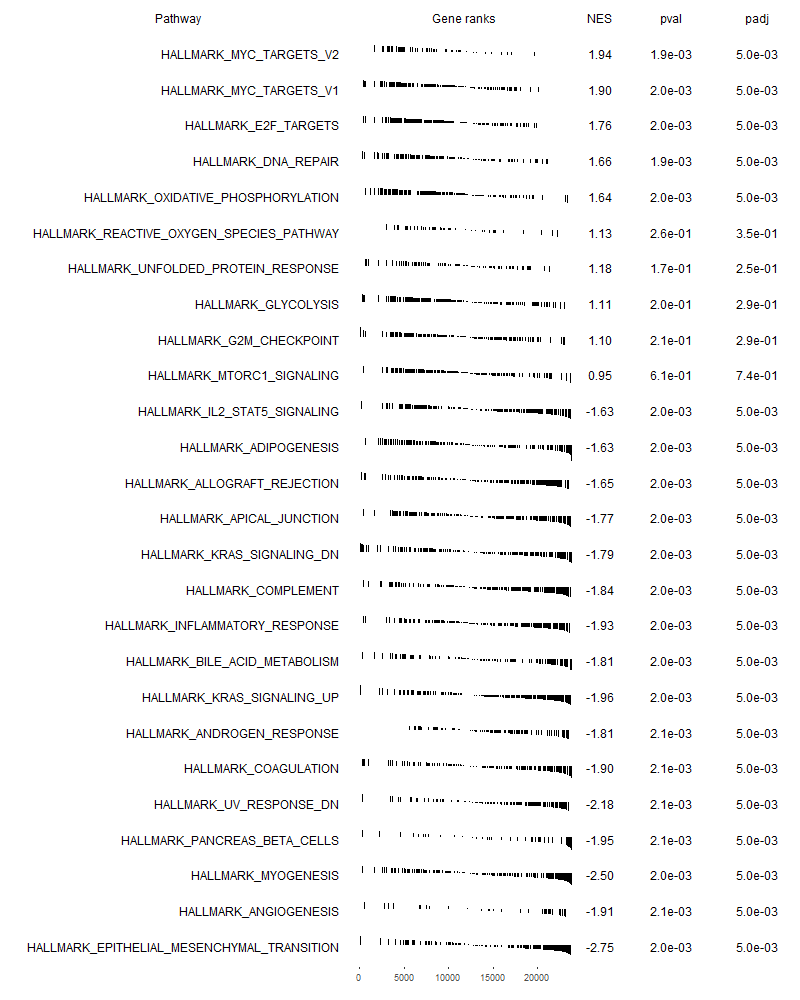 Pathway Gene ranks NES pval padj
HALLMARK_MYC_TARGETS_V2 1.94 1.9e-03 5.0e-03
HALLMARK_MYC_TARGETS_V1 1.90 2.0e-03 5.0e-03
HALLMARK_E2F_TARGETS 1.76 2.0e-03 5.0e-03
HALLMARK_DNA_REPAIR 1.66 1.9e-03 5.0e-03
HALLMARK_OXIDATIVE_PHOSPHORYLATION 1.64 2.0e-03 5.0e-03
HALLMARK_REACTIVE_OXYGEN_SPECIES_PATHWAY 1.13 2.6e-01 3.5e-01
HALLMARK_UNFOLDED_PROTEIN_RESPONSE 1.18 1.7e-01 2.5e-01
HALLMARK_GLYCOLYSIS 1.11 2.0e-01 2.9e-01
HALLMARK_G2M_CHECKPOINT 1.10 2.1e-01 2.9e-01
HALLMARK_MTORC1_SIGNALING 0.95 6.1e-01 7.4e-01
HALLMARK_IL2_STAT5_SIGNALING -1.63 2.0e-03 5.0e-03
HALLMARK_ADIPOGENESIS -1.63 2.0e-03 5.0e-03
HALLMARK_ALLOGRAFT_REJECTION -1.65 2.0e-03 5.0e-03
HALLMARK_APICAL_JUNCTION -1.77 2.0e-03 5.0e-03
HALLMARK_KRAS_SIGNALING_DN -1.79 2.0e-03 5.0e-03
HALLMARK_COMPLEMENT -1.84 2.0e-03 5.0e-03
HALLMARK_INFLAMMATORY_RESPONSE -1.93 2.0e-03 5.0e-03
HALLMARK_BILE_ACID_METABOLISM -1.81 2.0e-03 5.0e-03
HALLMARK_KRAS_SIGNALING_UP -1.96 2.0e-03 5.0e-03
HALLMARK_ANDROGEN_RESPONSE -1.81 2.1e-03 5.0e-03
HALLMARK_COAGULATION -1.90 2.1e-03 5.0e-03
HALLMARK_UV_RESPONSE_DN -2.18 2.1e-03 5.0e-03
HALLMARK_PANCREAS_BETA_CELLS -1.95 2.1e-03 5.0e-03
HALLMARK_MYOGENESIS -2.50 2.0e-03 5.0e-03
HALLMARK_ANGIOGENESIS -1.91 2.1e-03 5.0e-03
HALLMARK_EPITHELIAL_MESENCHYMAL_TRANSITION -2.75 2.0e-03 5.0e-03
0 5000 10000 15000 20000